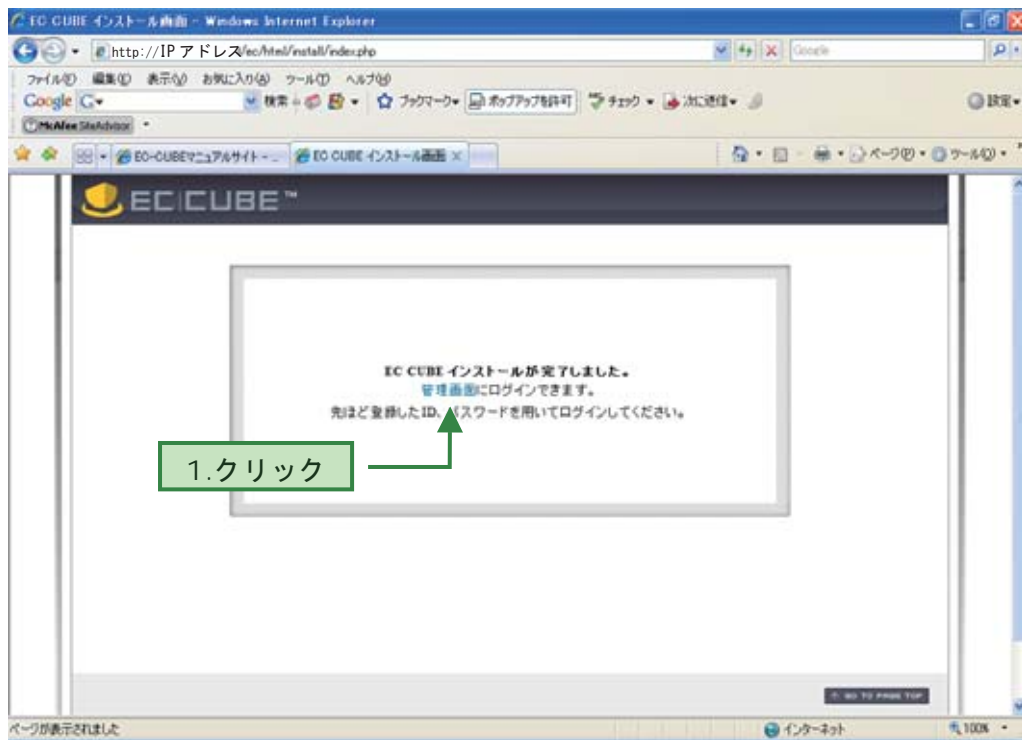 EC CUBE インストール画面 - Windows Internet Explorer
http://IP アドレス/ec/html/install/index.php
Google
ファイル(F) 編集(E) 表示(V) お気に入り(A) ツール(T) ヘルプ(H)
Google G 検索 ブックマーク ポップアップを許可 チェック 次に送信 設定
McAfee SiteAdvisor
EC-CUBEマニュアルサイト - ... EC CUBE インストール画面 ページ(P) ツール(O)
EC CUBE™
EC CUBE インストールが完了しました。
管理画面にログインできます。
先ほど登録したID、パスワードを用いてログインしてください。
1.クリック
GO TO PAGE TOP
ページが表示されました インターネット 100%